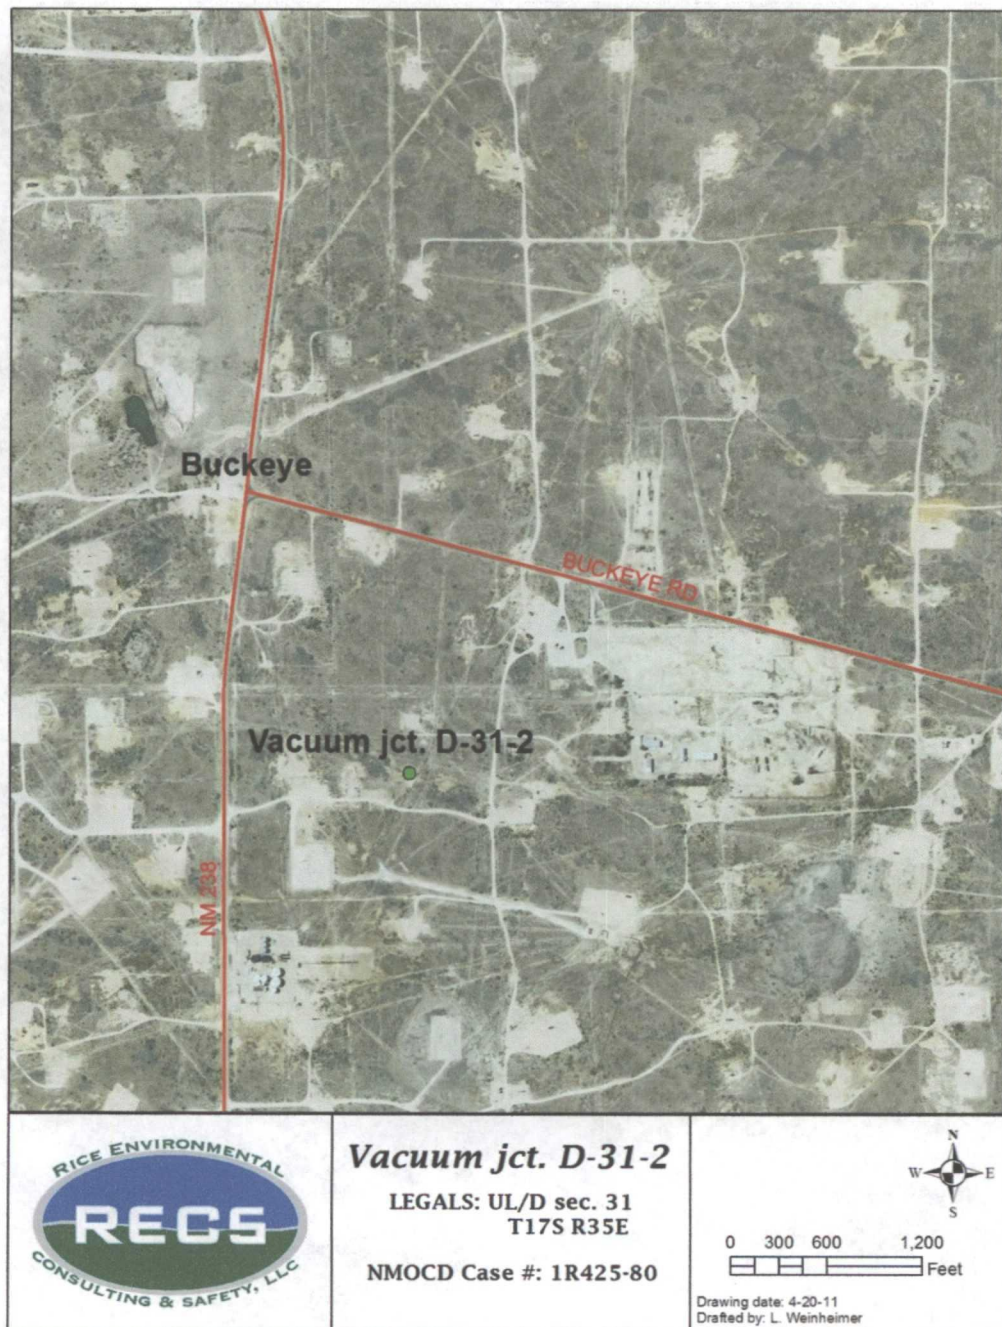 Buckeye
BUCKEYE RD
Vacuum jct. D-31-2
NM 238
RICE ENVIRONMENTAL
RECS
CONSULTING & SAFETY, LLC
Vacuum jct. D-31-2
LEGALS: UL/D sec. 31
T17S R35E
NMOCD Case #: 1R425-80
N
W E
S
0 300 600 1,200
Feet
Drawing date: 4-20-11
Drafted by: L. Weinheimer